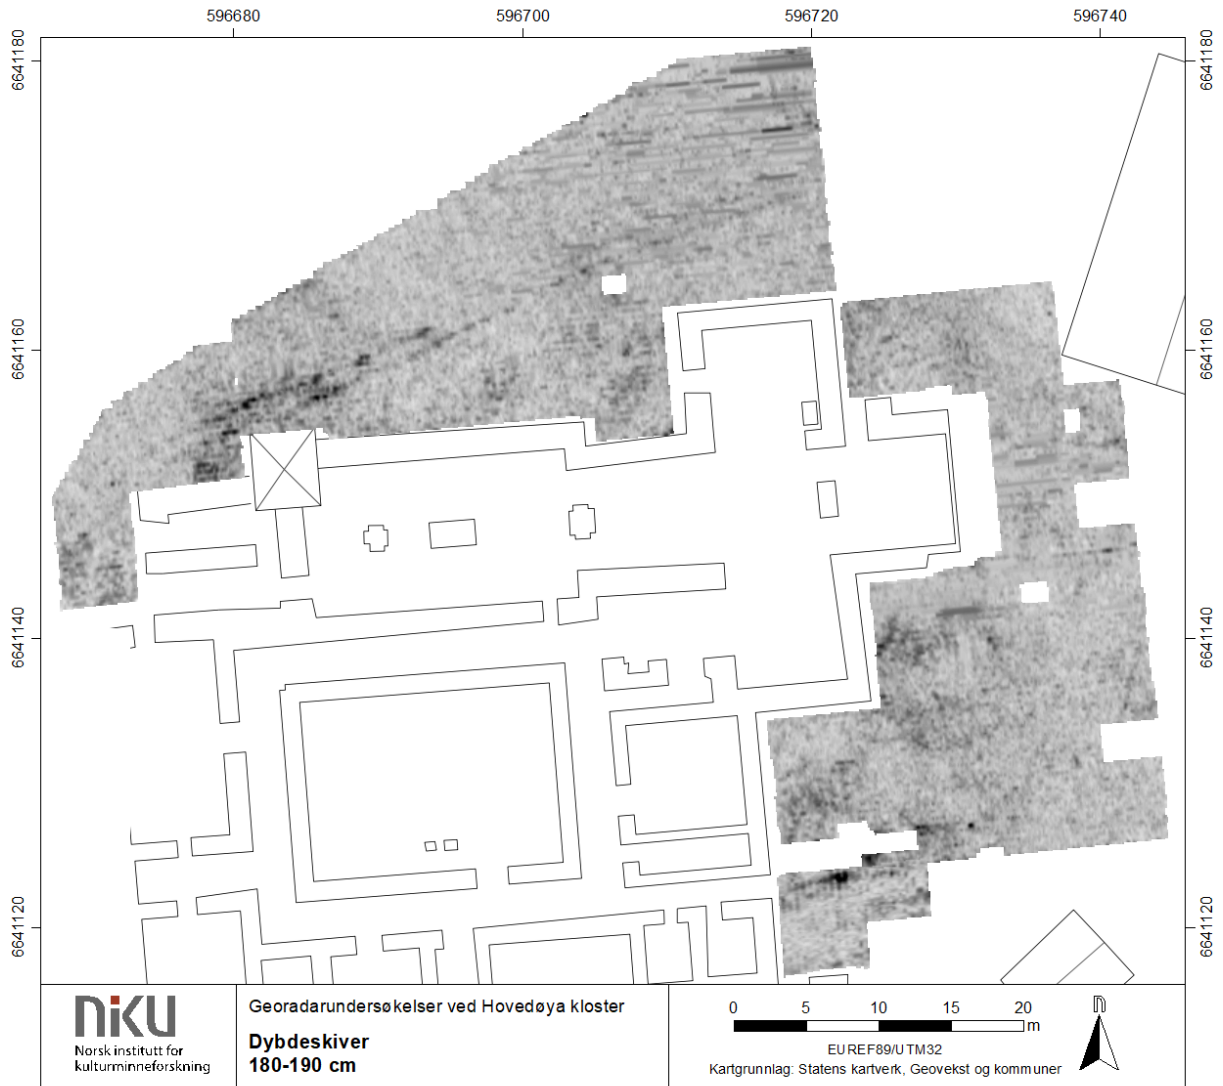 596680 596700 596720 596740
6641180 6641180
6641160 6641160
6641140 6641140
6641120 6641120
NIKU
Norsk institutt for
kulturminneforskning
Georadarundersøkelser ved Hovedøya kloster
Dybdeskiver
180-190 cm
0 5 10 15 20
m
EUREF89/UTM32
Kartgrunnlag: Statens kartverk, Geovekst og kommuner
n